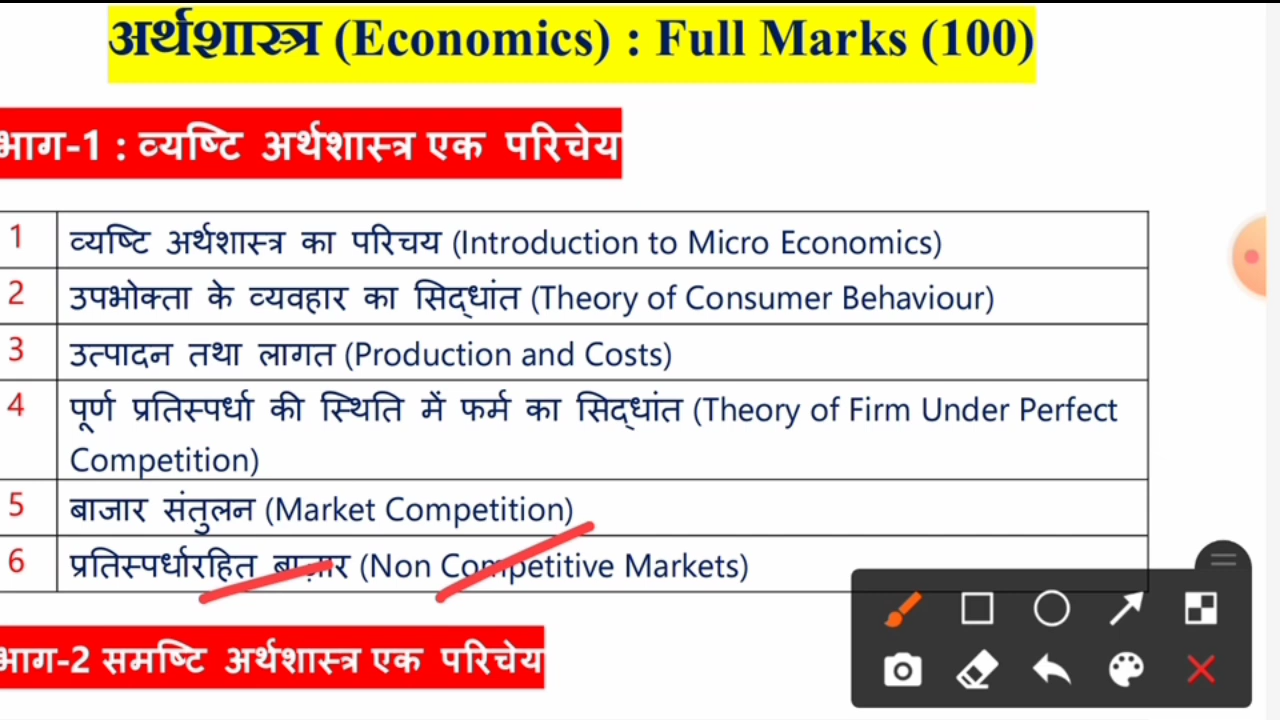 अर्थशास्त्र (Economics) : Full Marks (100)
भाग-1 : व्यष्टि अर्थशास्त्र एक परिचेय
1 व्यष्टि अर्थशास्त्र का परिचय (Introduction to Micro Economics)
2 उपभोक्ता के व्यवहार का सिद्धांत (Theory of Consumer Behaviour)
3 उत्पादन तथा लागत (Production and Costs)
4 पूर्ण प्रतिस्पर्धा की स्थिति में फर्म का सिद्धांत (Theory of Firm Under Perfect
Competition)
5 बाजार संतुलन (Market Competition)
6 प्रतिस्पर्धारहित बाज़ार (Non Competitive Markets)
भाग-2 समष्टि अर्थशास्त्र एक परिचेय